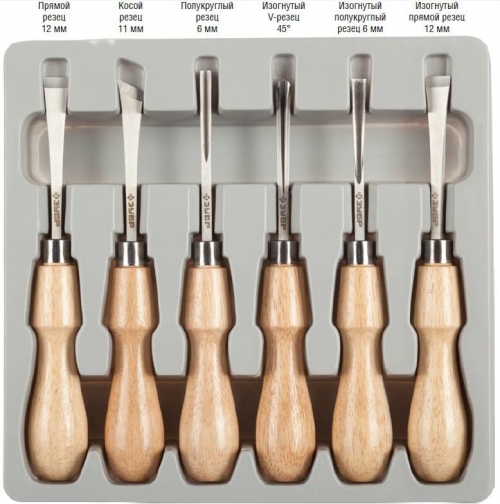 Прямой
резец
12 мм
Косой
резец
11 мм
Полукруглый
резец
6 мм
Изогнутый
V-резец
45°
Изогнутый
полукруглый
резец 6 мм
Изогнутый
прямой резец
12 мм
ЗУБР
ЗУБР
ЗУБР
ЗУБР
ЗУБР
ЗУБР